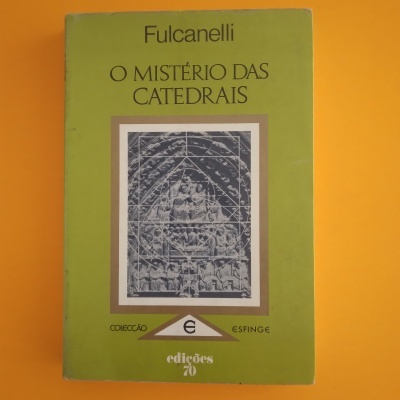 Fulcanelli
O MISTÉRIO DAS
CATEDRAIS
COLECÇÃO e ESFINGE
edições
70